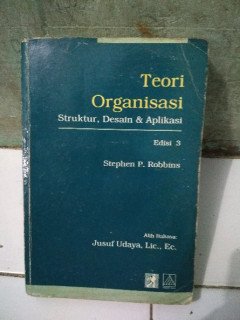 Teori
Organisasi
Struktur, Desain & Aplikasi
Edisi 3
Stephen P. Robbins
Alih Bahasa:
Jusuf Udaya, Lic., Ec.